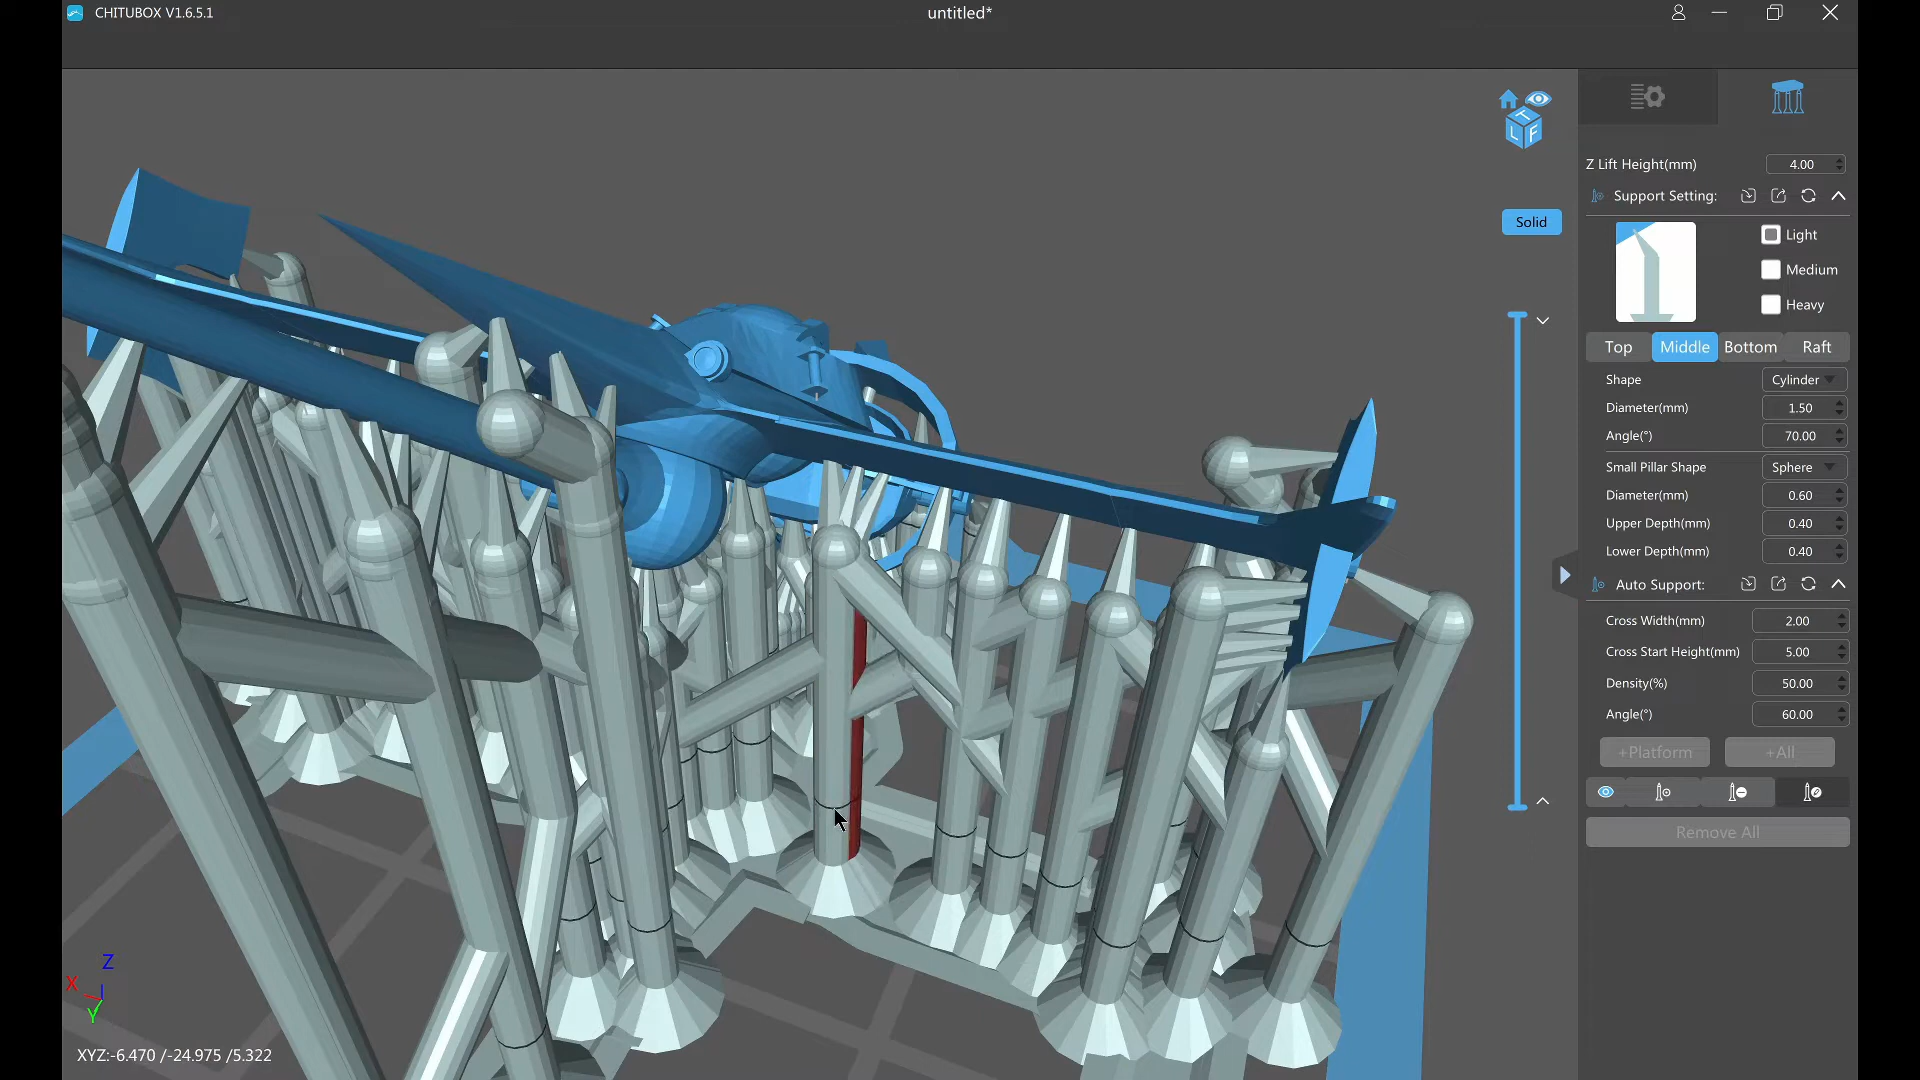 CHITUBOX V1.6.5.1
untitled*
Z Lift Height(mm) 4.00
Support Setting:
Solid
Light
Medium
Heavy
Top Middle Bottom Raft
Shape Cylinder
Diameter(mm) 1.50
Angle(°) 70.00
Small Pillar Shape Sphere
Diameter(mm) 0.60
Upper Depth(mm) 0.40
Lower Depth(mm) 0.40
Auto Support:
Cross Width(mm) 2.00
Cross Start Height(mm) 5.00
Density(%) 50.00
Angle(°) 60.00
+Platform +All
Remove All
T
L F
Z
X
Y
XYZ:-6.470 /-24.975 /5.322